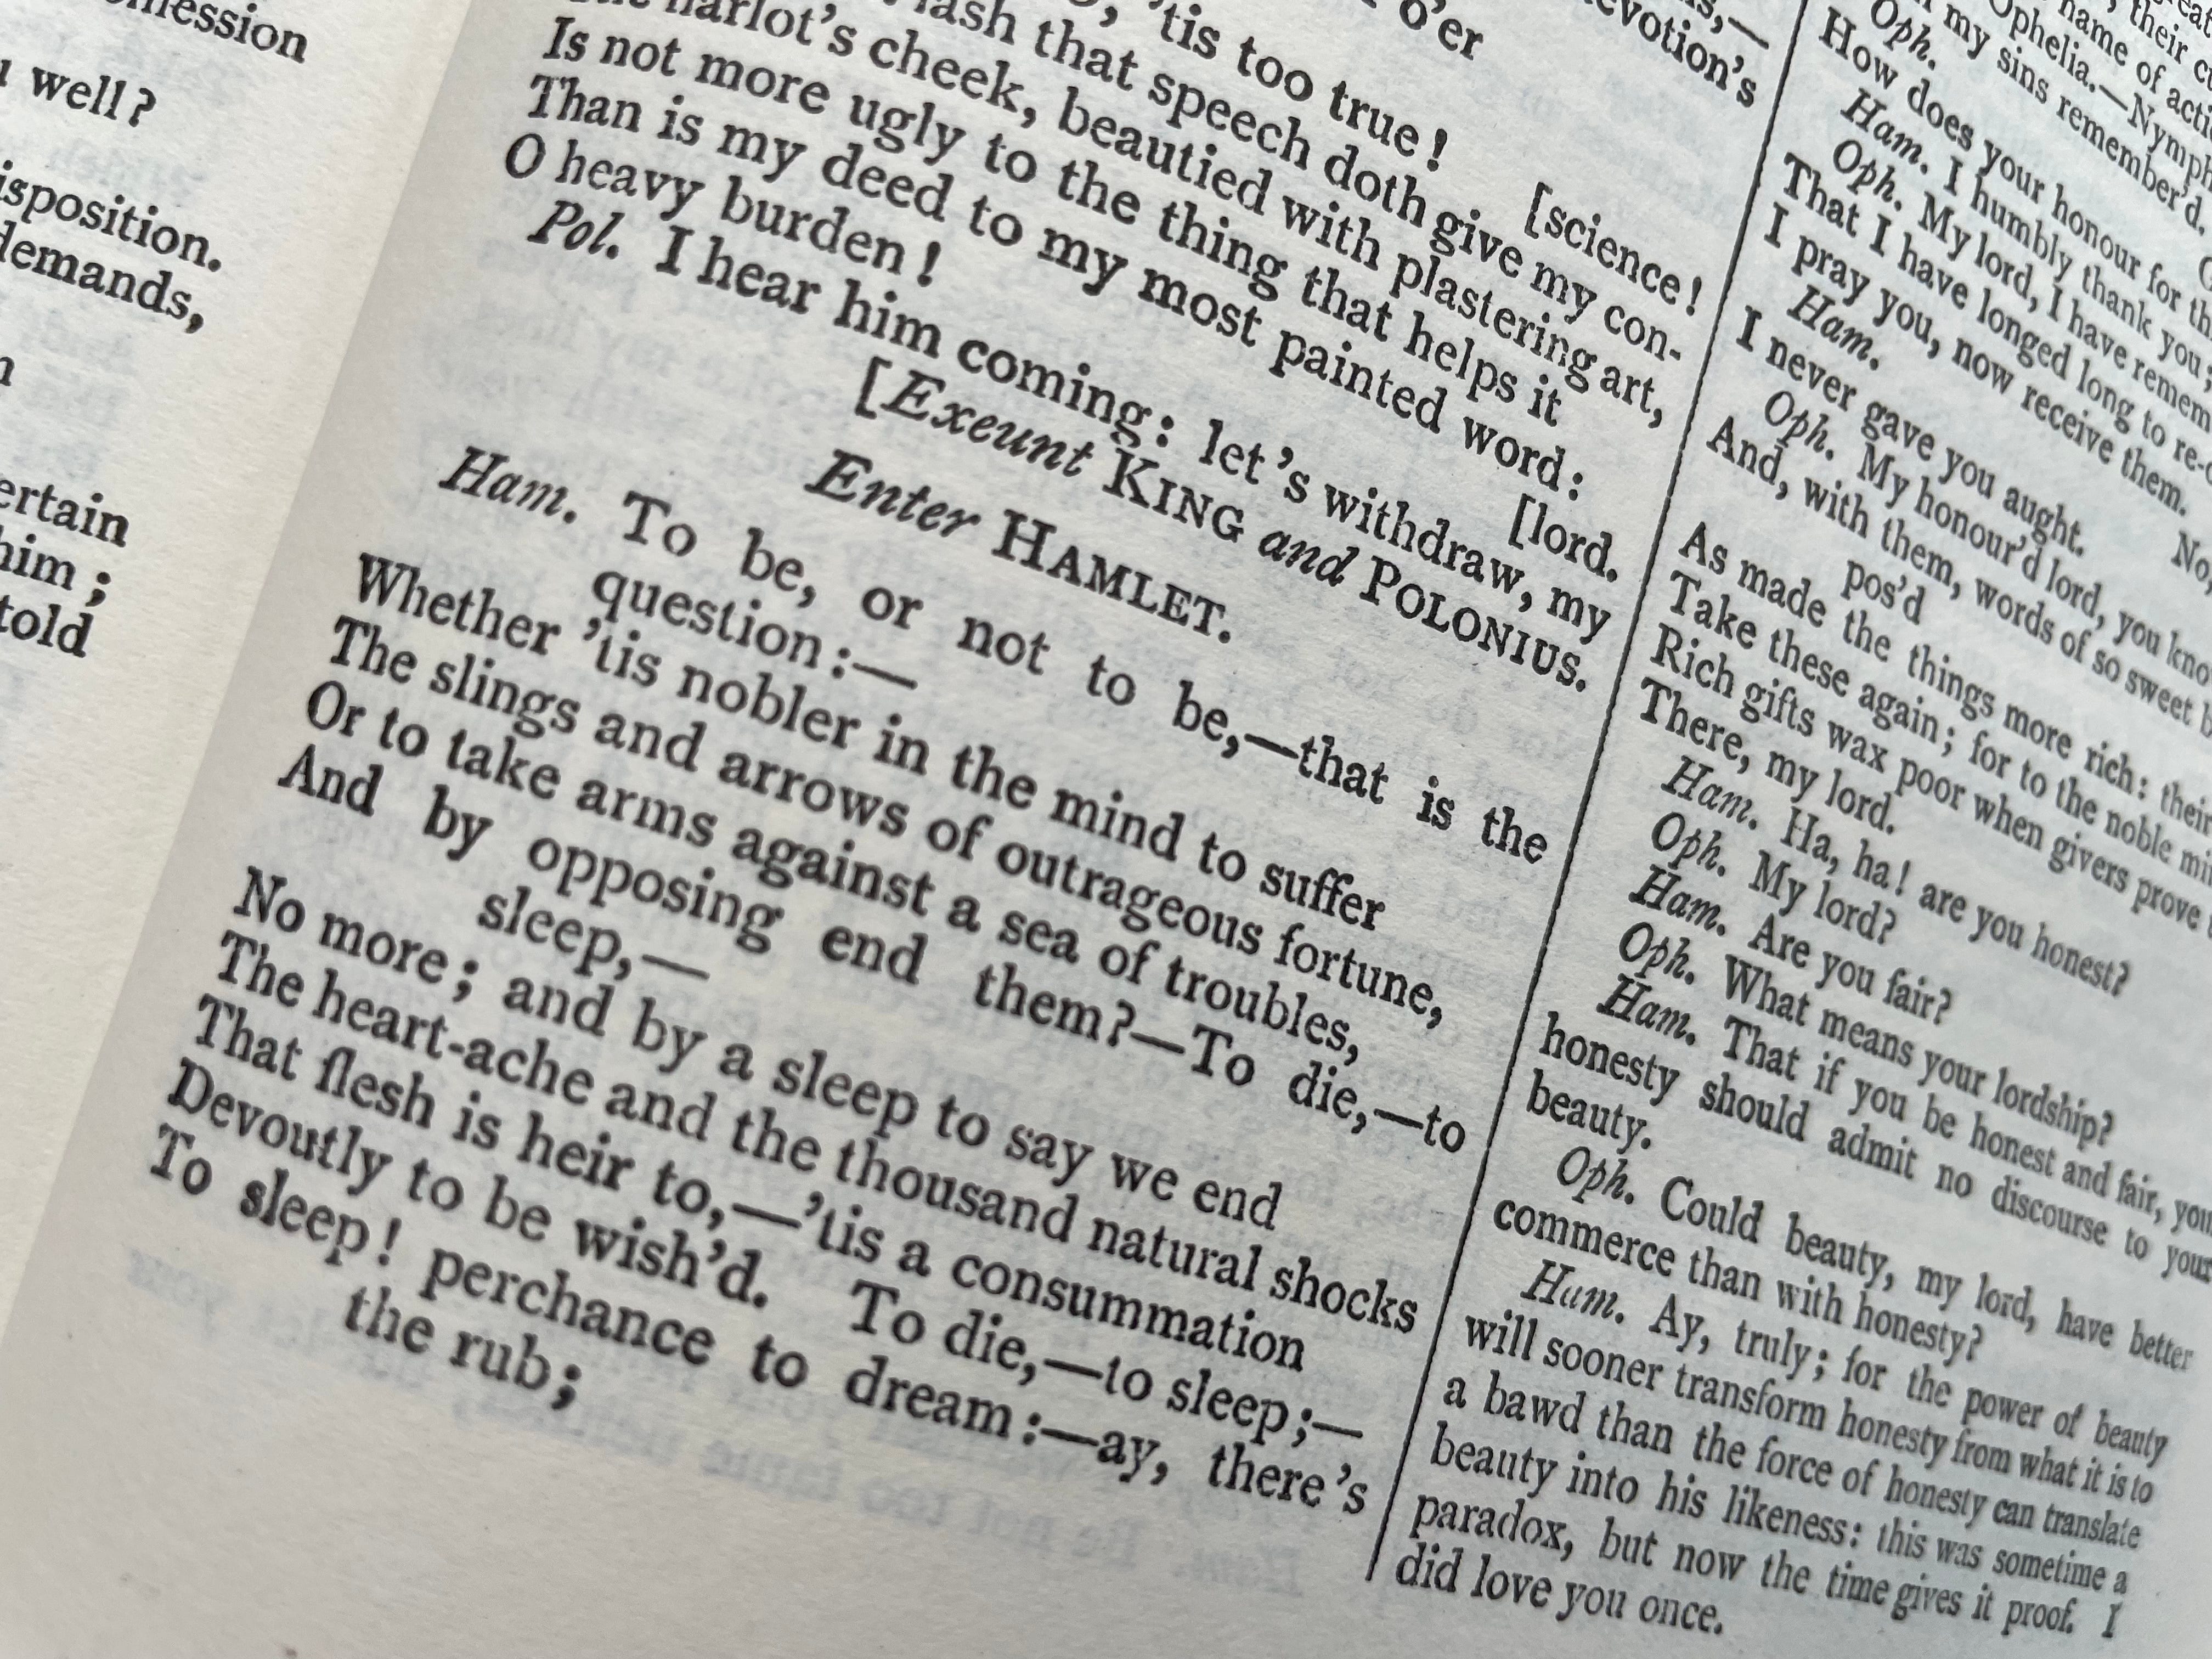 well?
demands,
him ;
told
o'er
'tis too true !
that speech doth give my con-
[science !
harlot's cheek, beautied with plastering art,
Is not more ugly to the thing that helps it
Than is my deed to my most painted word :
O heavy burden !
[lord.
Pol. I hear him coming : let's withdraw, my
[Exeunt KING and POLONIUS.
Enter HAMLET.
Ham. To be, or not to be,—that is the
question :—
Whether 'tis nobler in the mind to suffer
The slings and arrows of outrageous fortune,
Or to take arms against a sea of troubles,
And by opposing end them?—To die,—to
sleep,—
No more ; and by a sleep to say we end
The heart-ache and the thousand natural shocks
That flesh is heir to,—'tis a consummation
Devoutly to be wish'd. To die,—to sleep ;—
To sleep ! perchance to dream :—ay, there's
the rub ;
name of
Ophelia.—
my sins remember'd.
Oph.
How does your honour for
Ham. I humbly thank you ;
Oph. My lord, I have
That I have longed long to
I pray you, now receive them.
Ham. No,
I never gave you aught.
Oph. My honour'd lord, you
And, with them, words of so sweet
pos'd
As made the things more rich : their
Take these again ; for to the noble
Rich gifts wax poor when givers prove
There, my lord.
Ham. Ha, ha ! are you honest?
Oph. My lord?
Ham. Are you fair?
Oph. What means your lordship?
Ham. That if you be honest and fair, your
honesty should admit no discourse to your
beauty.
Oph. Could beauty, my lord, have better
commerce than with honesty?
Ham. Ay, truly ; for the power of beauty
will sooner transform honesty from what it is to
a bawd than the force of honesty can translate
beauty into his likeness : this was sometime a
paradox, but now the time gives it proof. I
did love you once.